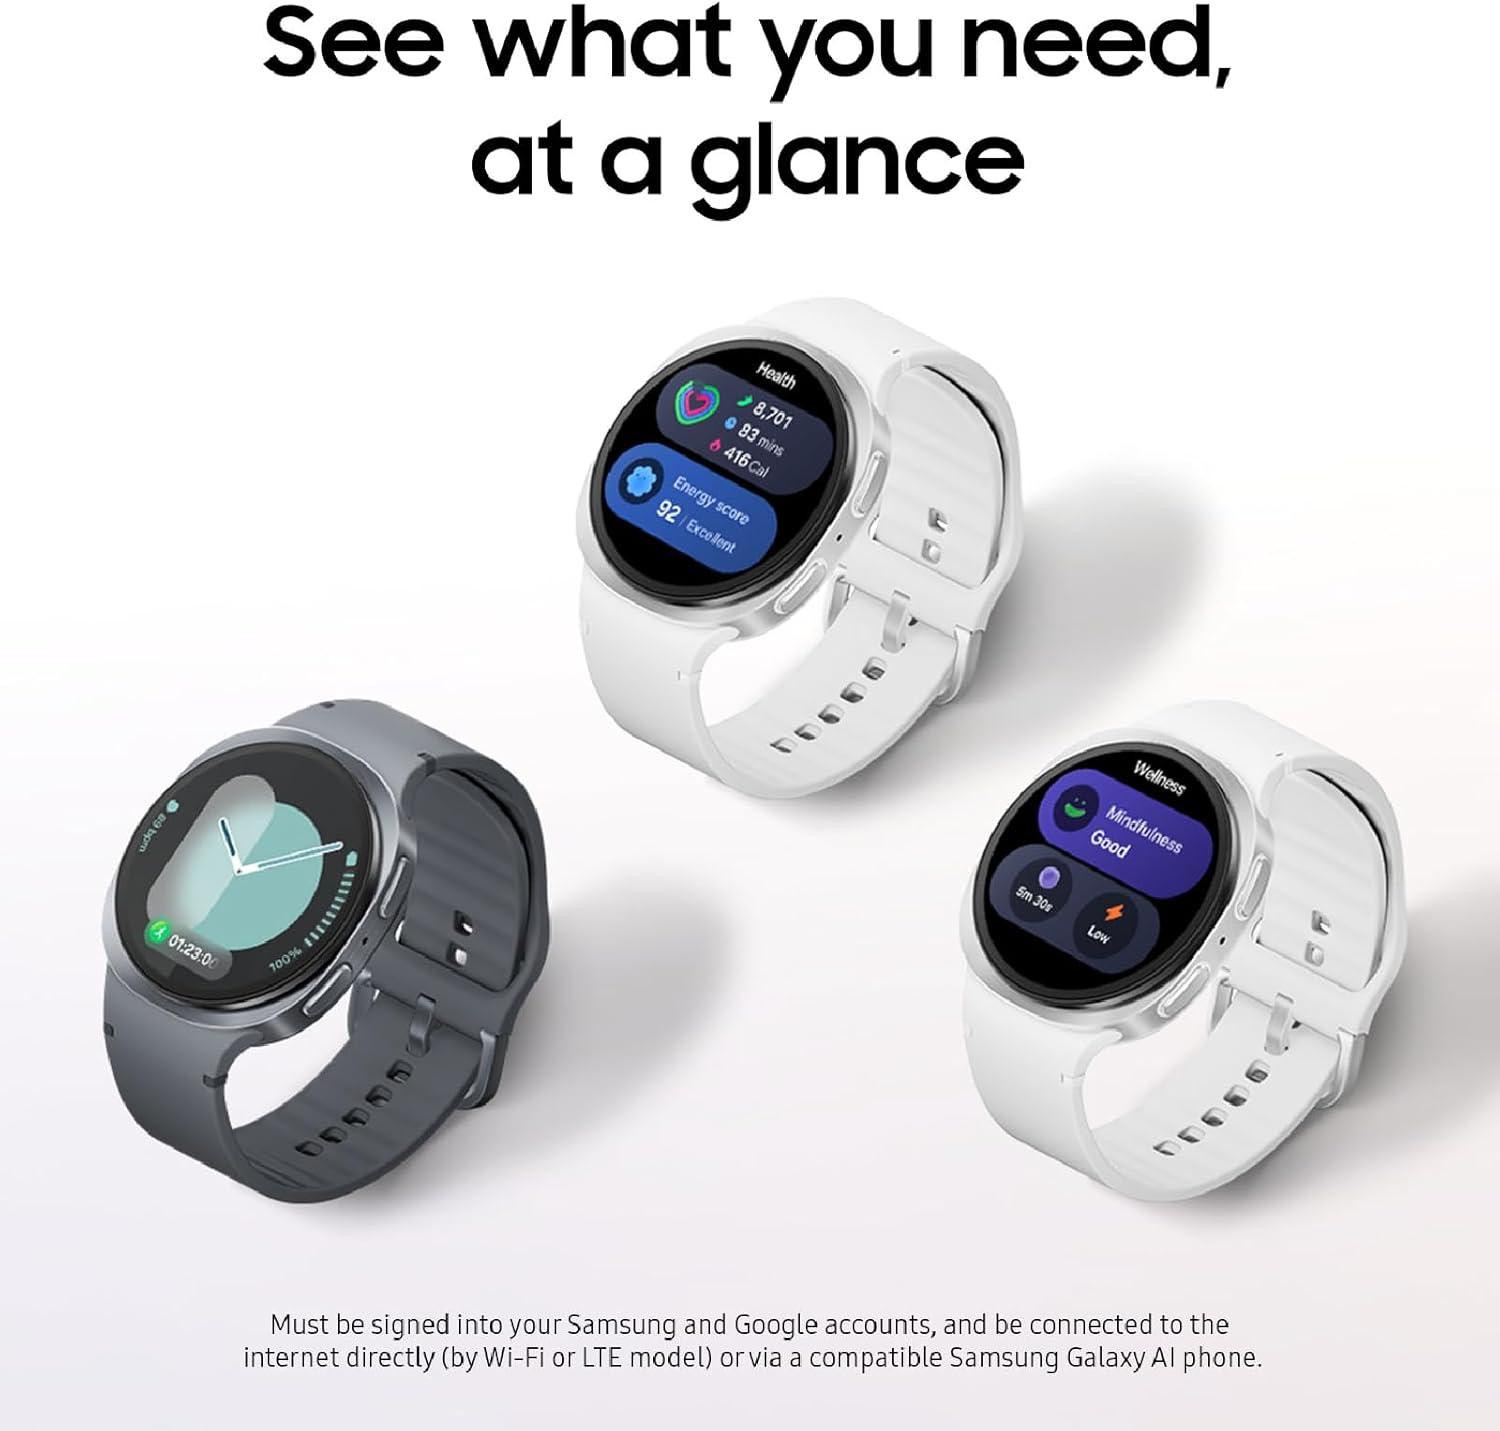 See what you need,
at a glance
Health
8,701
83 mins
416 Cal
Energy score
92 | Excellent
89 bpm
01:23:00
100%
Wellness
Mindfulness
Good
5m 30s
Low
Must be signed into your Samsung and Google accounts, and be connected to the
internet directly (by Wi-Fi or LTE model) or via a compatible Samsung Galaxy AI phone.